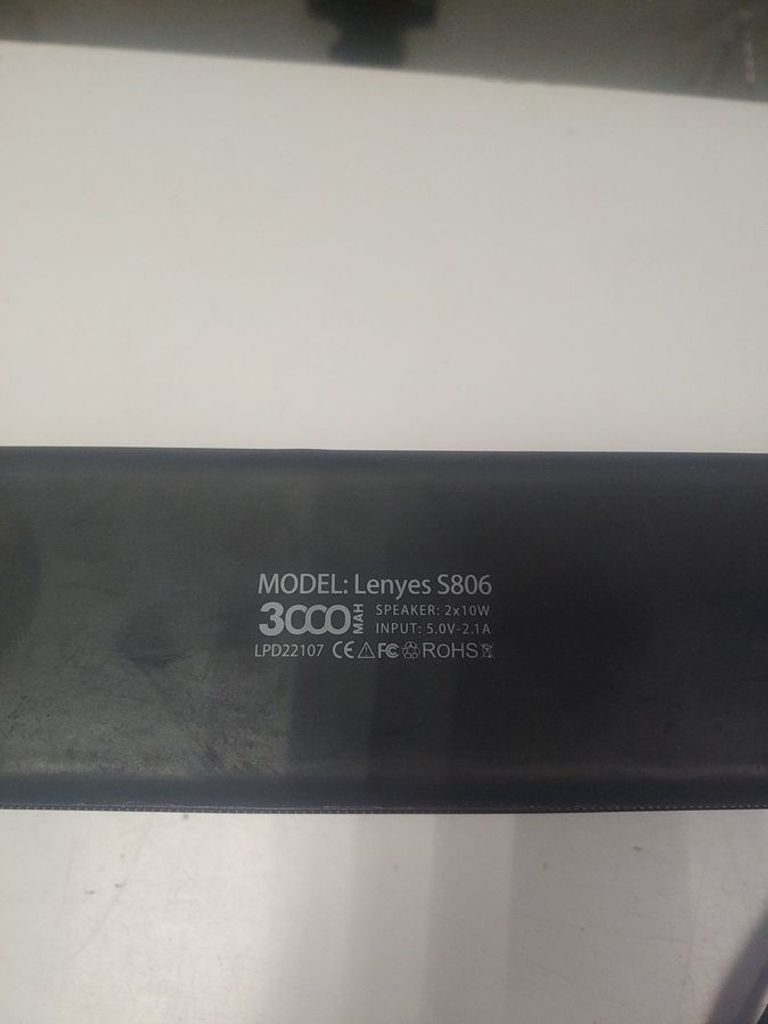 MODEL: Lenyes S806
3000 MAH
SPEAKER: 2x10W
INPUT: 5.0V-2.1A
LPD22107 CE FC ROHS